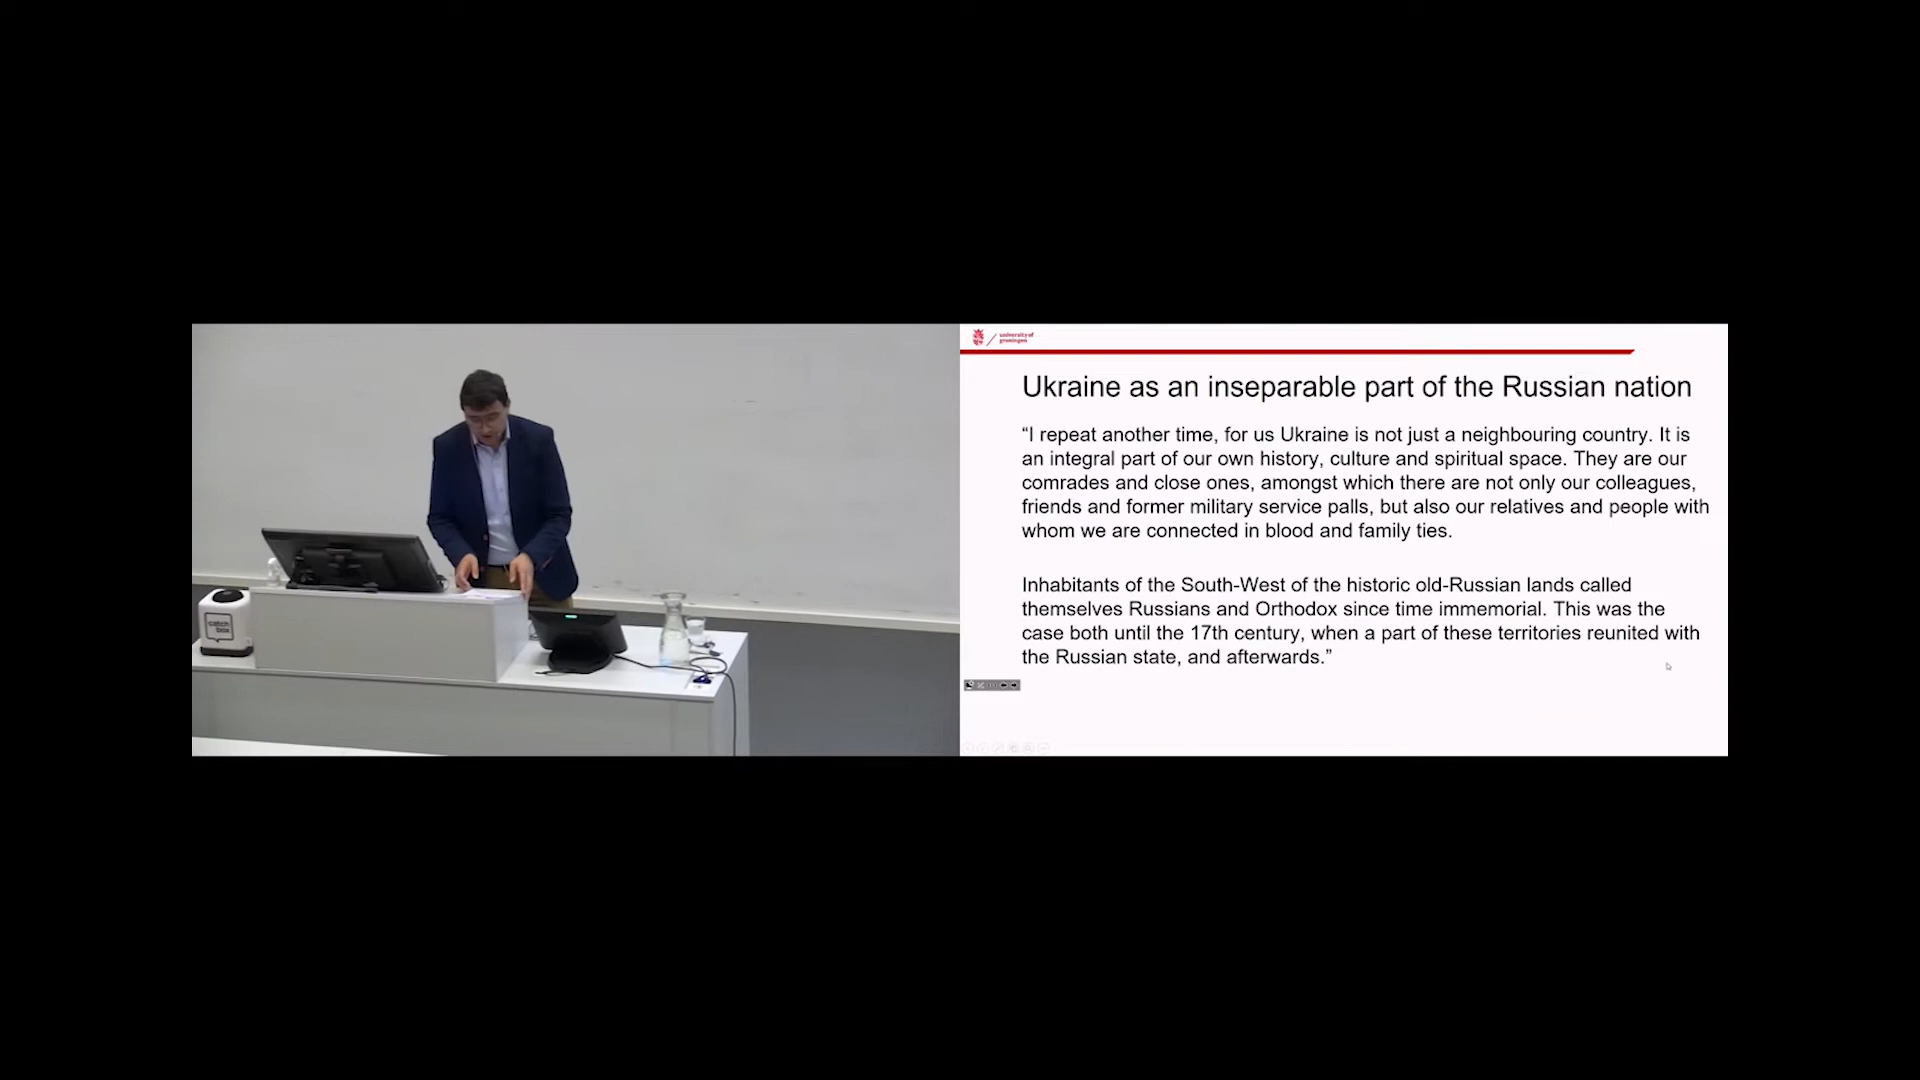 catch
box
university of
groningen
Ukraine as an inseparable part of the Russian nation
“I repeat another time, for us Ukraine is not just a neighbouring country. It is
an integral part of our own history, culture and spiritual space. They are our
comrades and close ones, amongst which there are not only our colleagues,
friends and former military service palls, but also our relatives and people with
whom we are connected in blood and family ties.
Inhabitants of the South-West of the historic old-Russian lands called
themselves Russians and Orthodox since time immemorial. This was the
case both until the 17th century, when a part of these territories reunited with
the Russian state, and afterwards.”